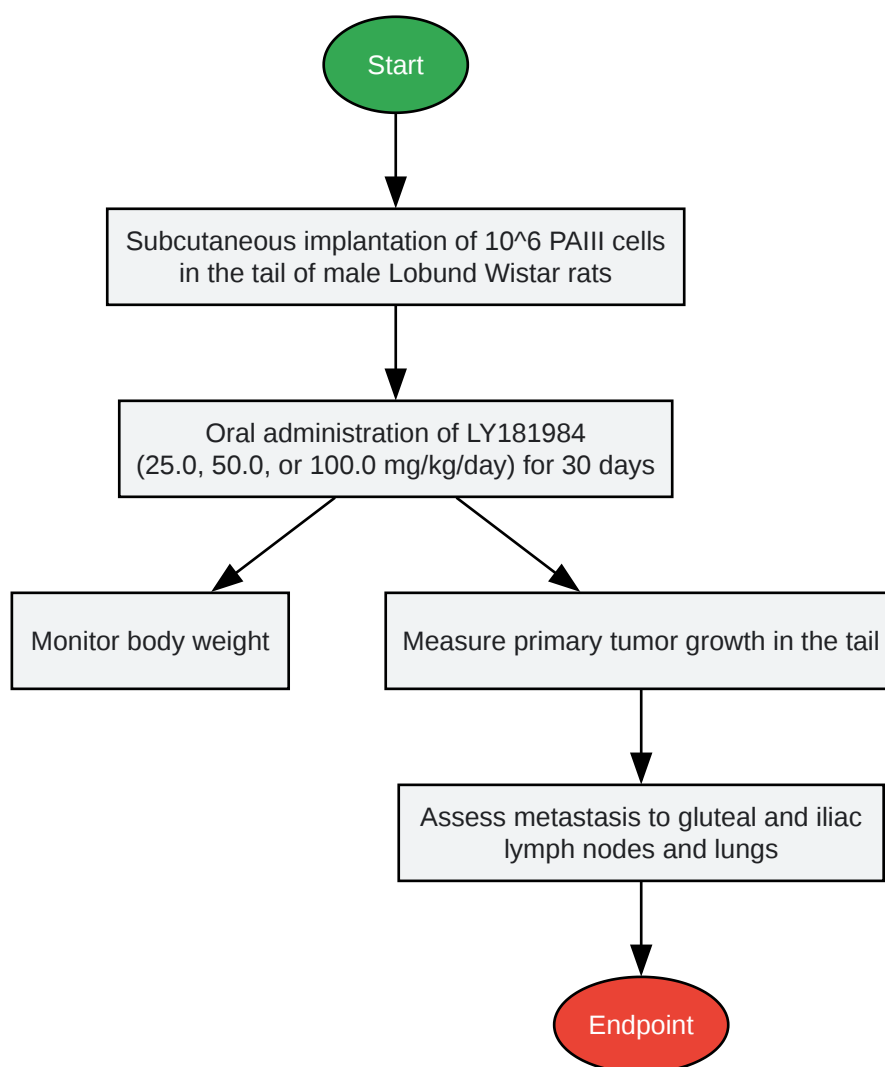 Start
Subcutaneous implantation of 10^6 PAIII cells
in the tail of male Lobund Wistar rats
Oral administration of LY181984
(25.0, 50.0, or 100.0 mg/kg/day) for 30 days
Monitor body weight
Measure primary tumor growth in the tail
Assess metastasis to gluteal and iliac
lymph nodes and lungs
Endpoint